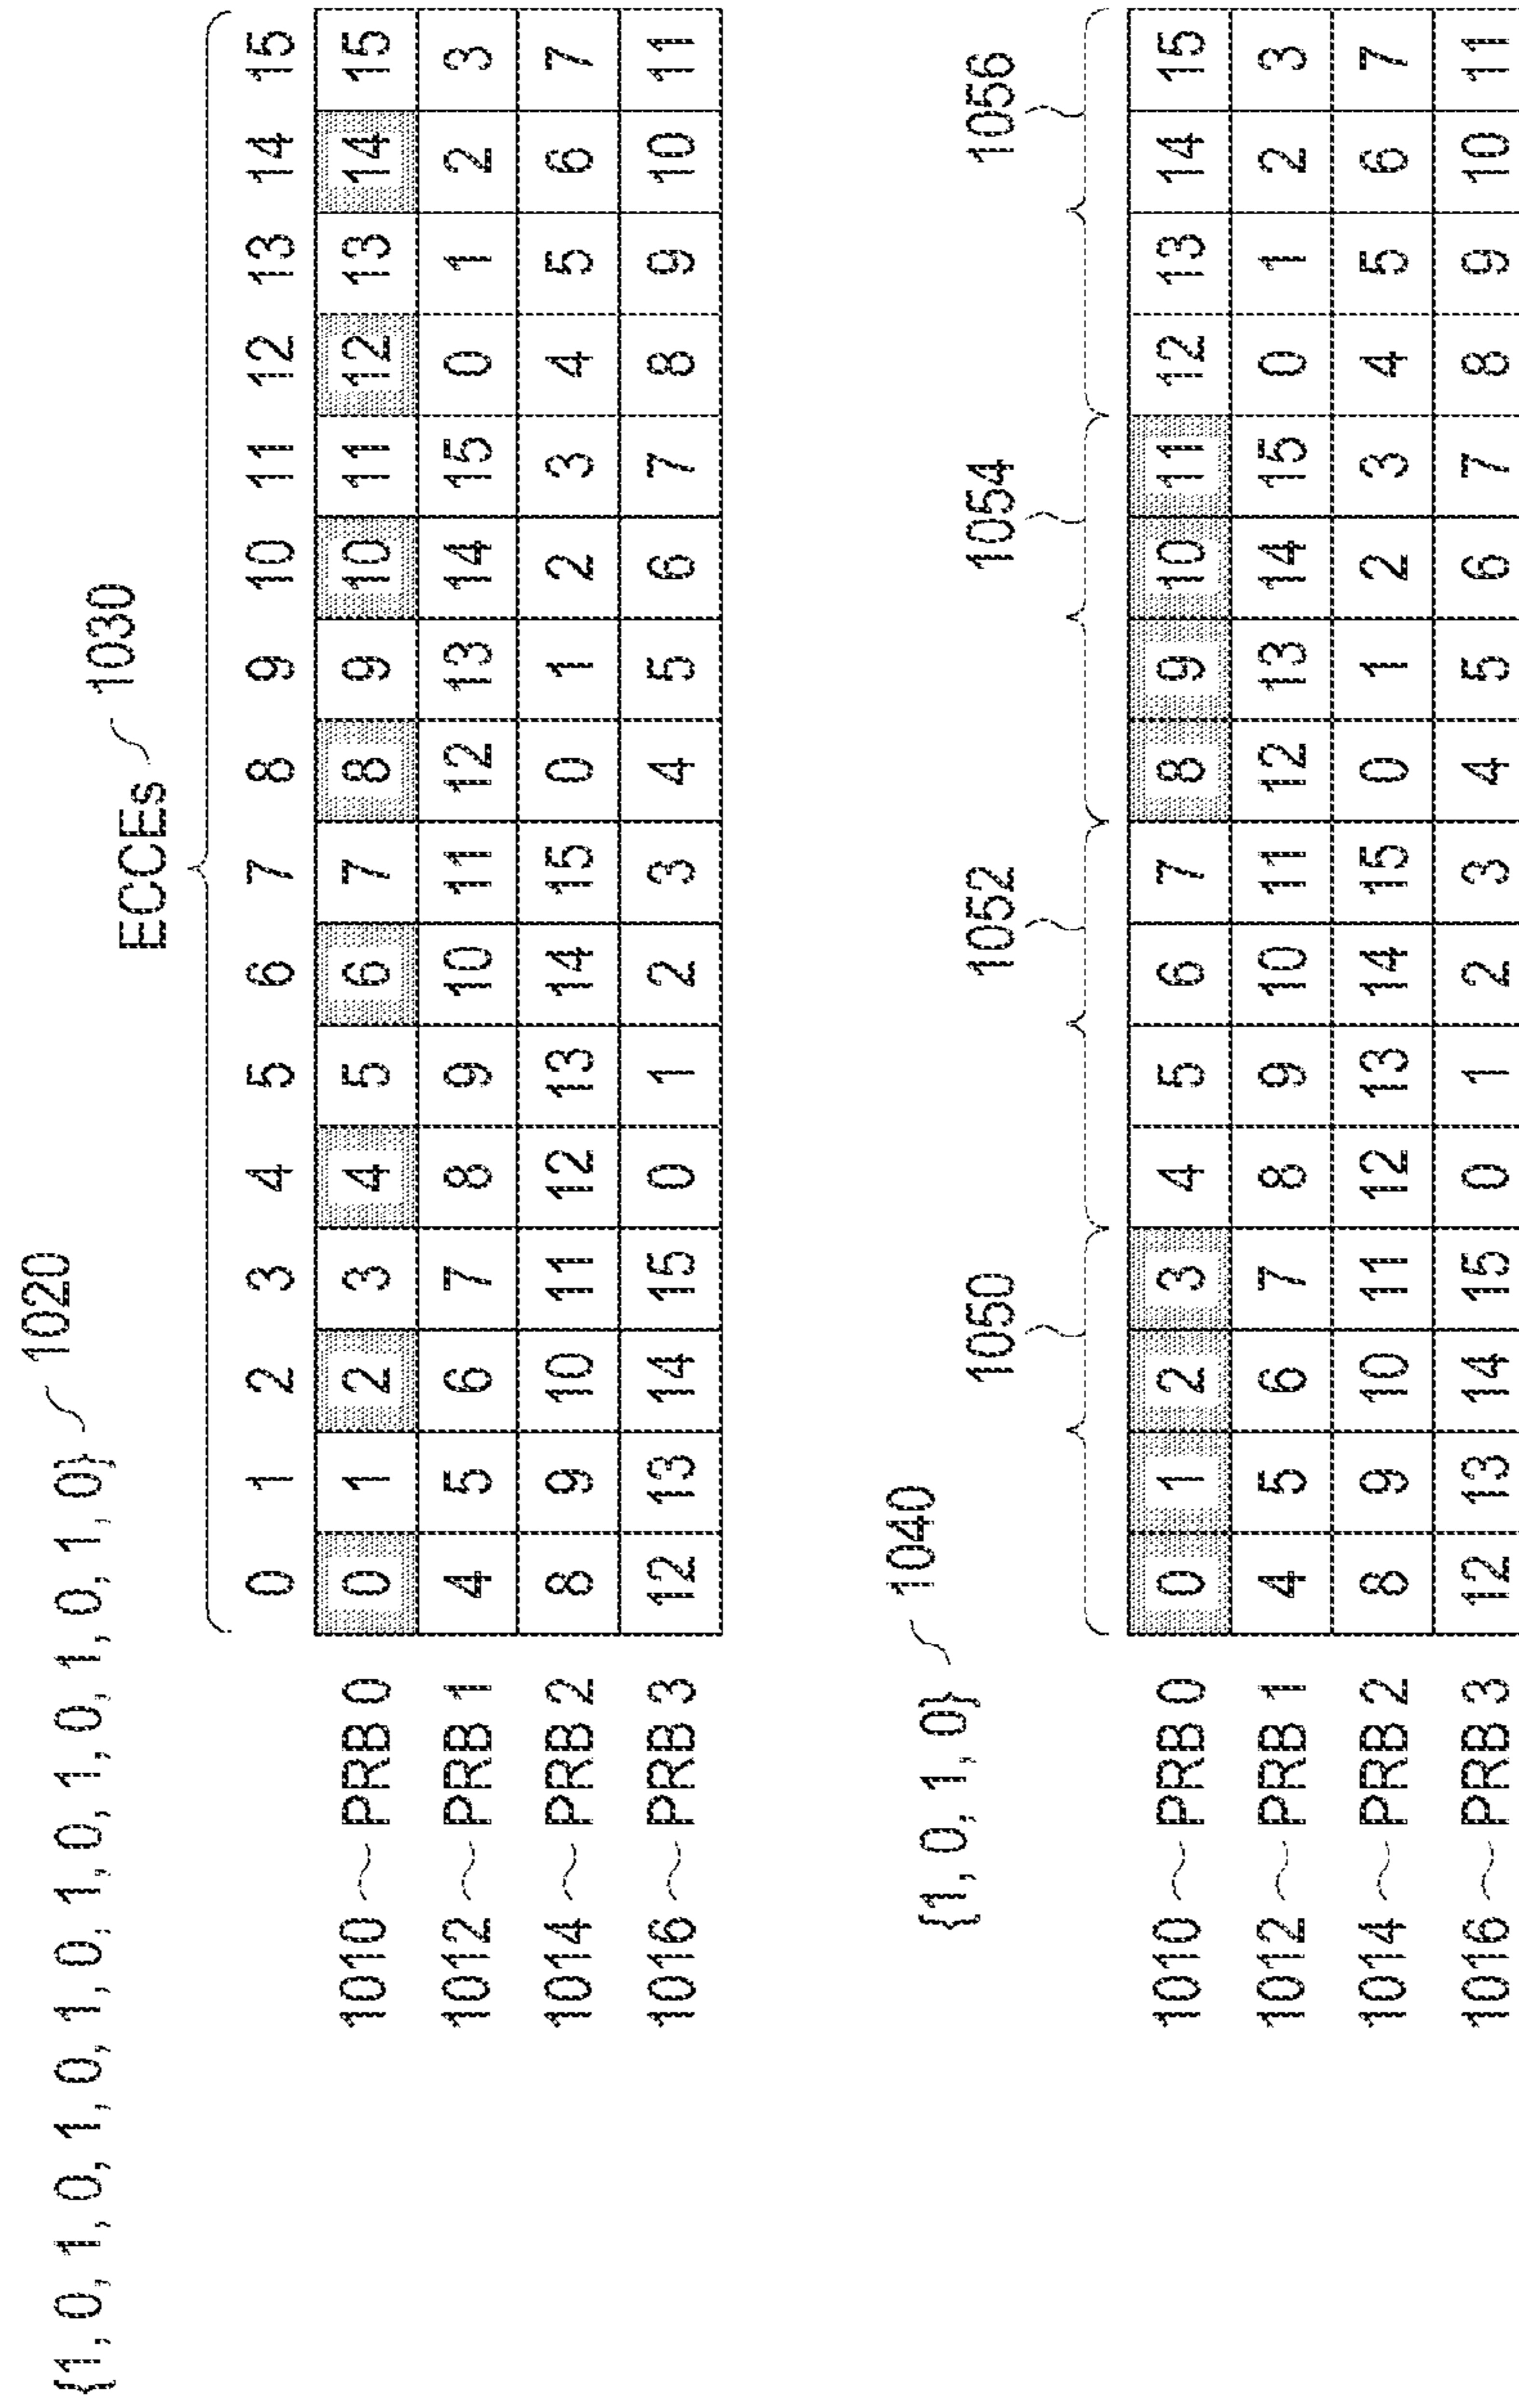 {1, 0, 1, 0, 1, 0, 1, 0, 1, 0, 1, 0, 1, 0, 1, 0} 1020
ECCEs 1030
0 1 2 3 4 5 6 7 8 9 10 11 12 13 14 15
1010 PRB 0 0 1 2 3 4 5 6 7 8 9 10 11 12 13 14 15
1012 PRB 1 4 5 6 7 8 9 10 11 12 13 14 15 0 1 2 3
1014 PRB 2 8 9 10 11 12 13 14 15 0 1 2 3 4 5 6 7
1016 PRB 3 12 13 14 15 0 1 2 3 4 5 6 7 8 9 10 11
{1, 0, 1, 0} 1040
1050 1052 1054 1056
1010 PRB 0 0 1 2 3 4 5 6 7 8 9 10 11 12 13 14 15
1012 PRB 1 4 5 6 7 8 9 10 11 12 13 14 15 0 1 2 3
1014 PRB 2 8 9 10 11 12 13 14 15 0 1 2 3 4 5 6 7
1016 PRB 3 12 13 14 15 0 1 2 3 4 5 6 7 8 9 10 11